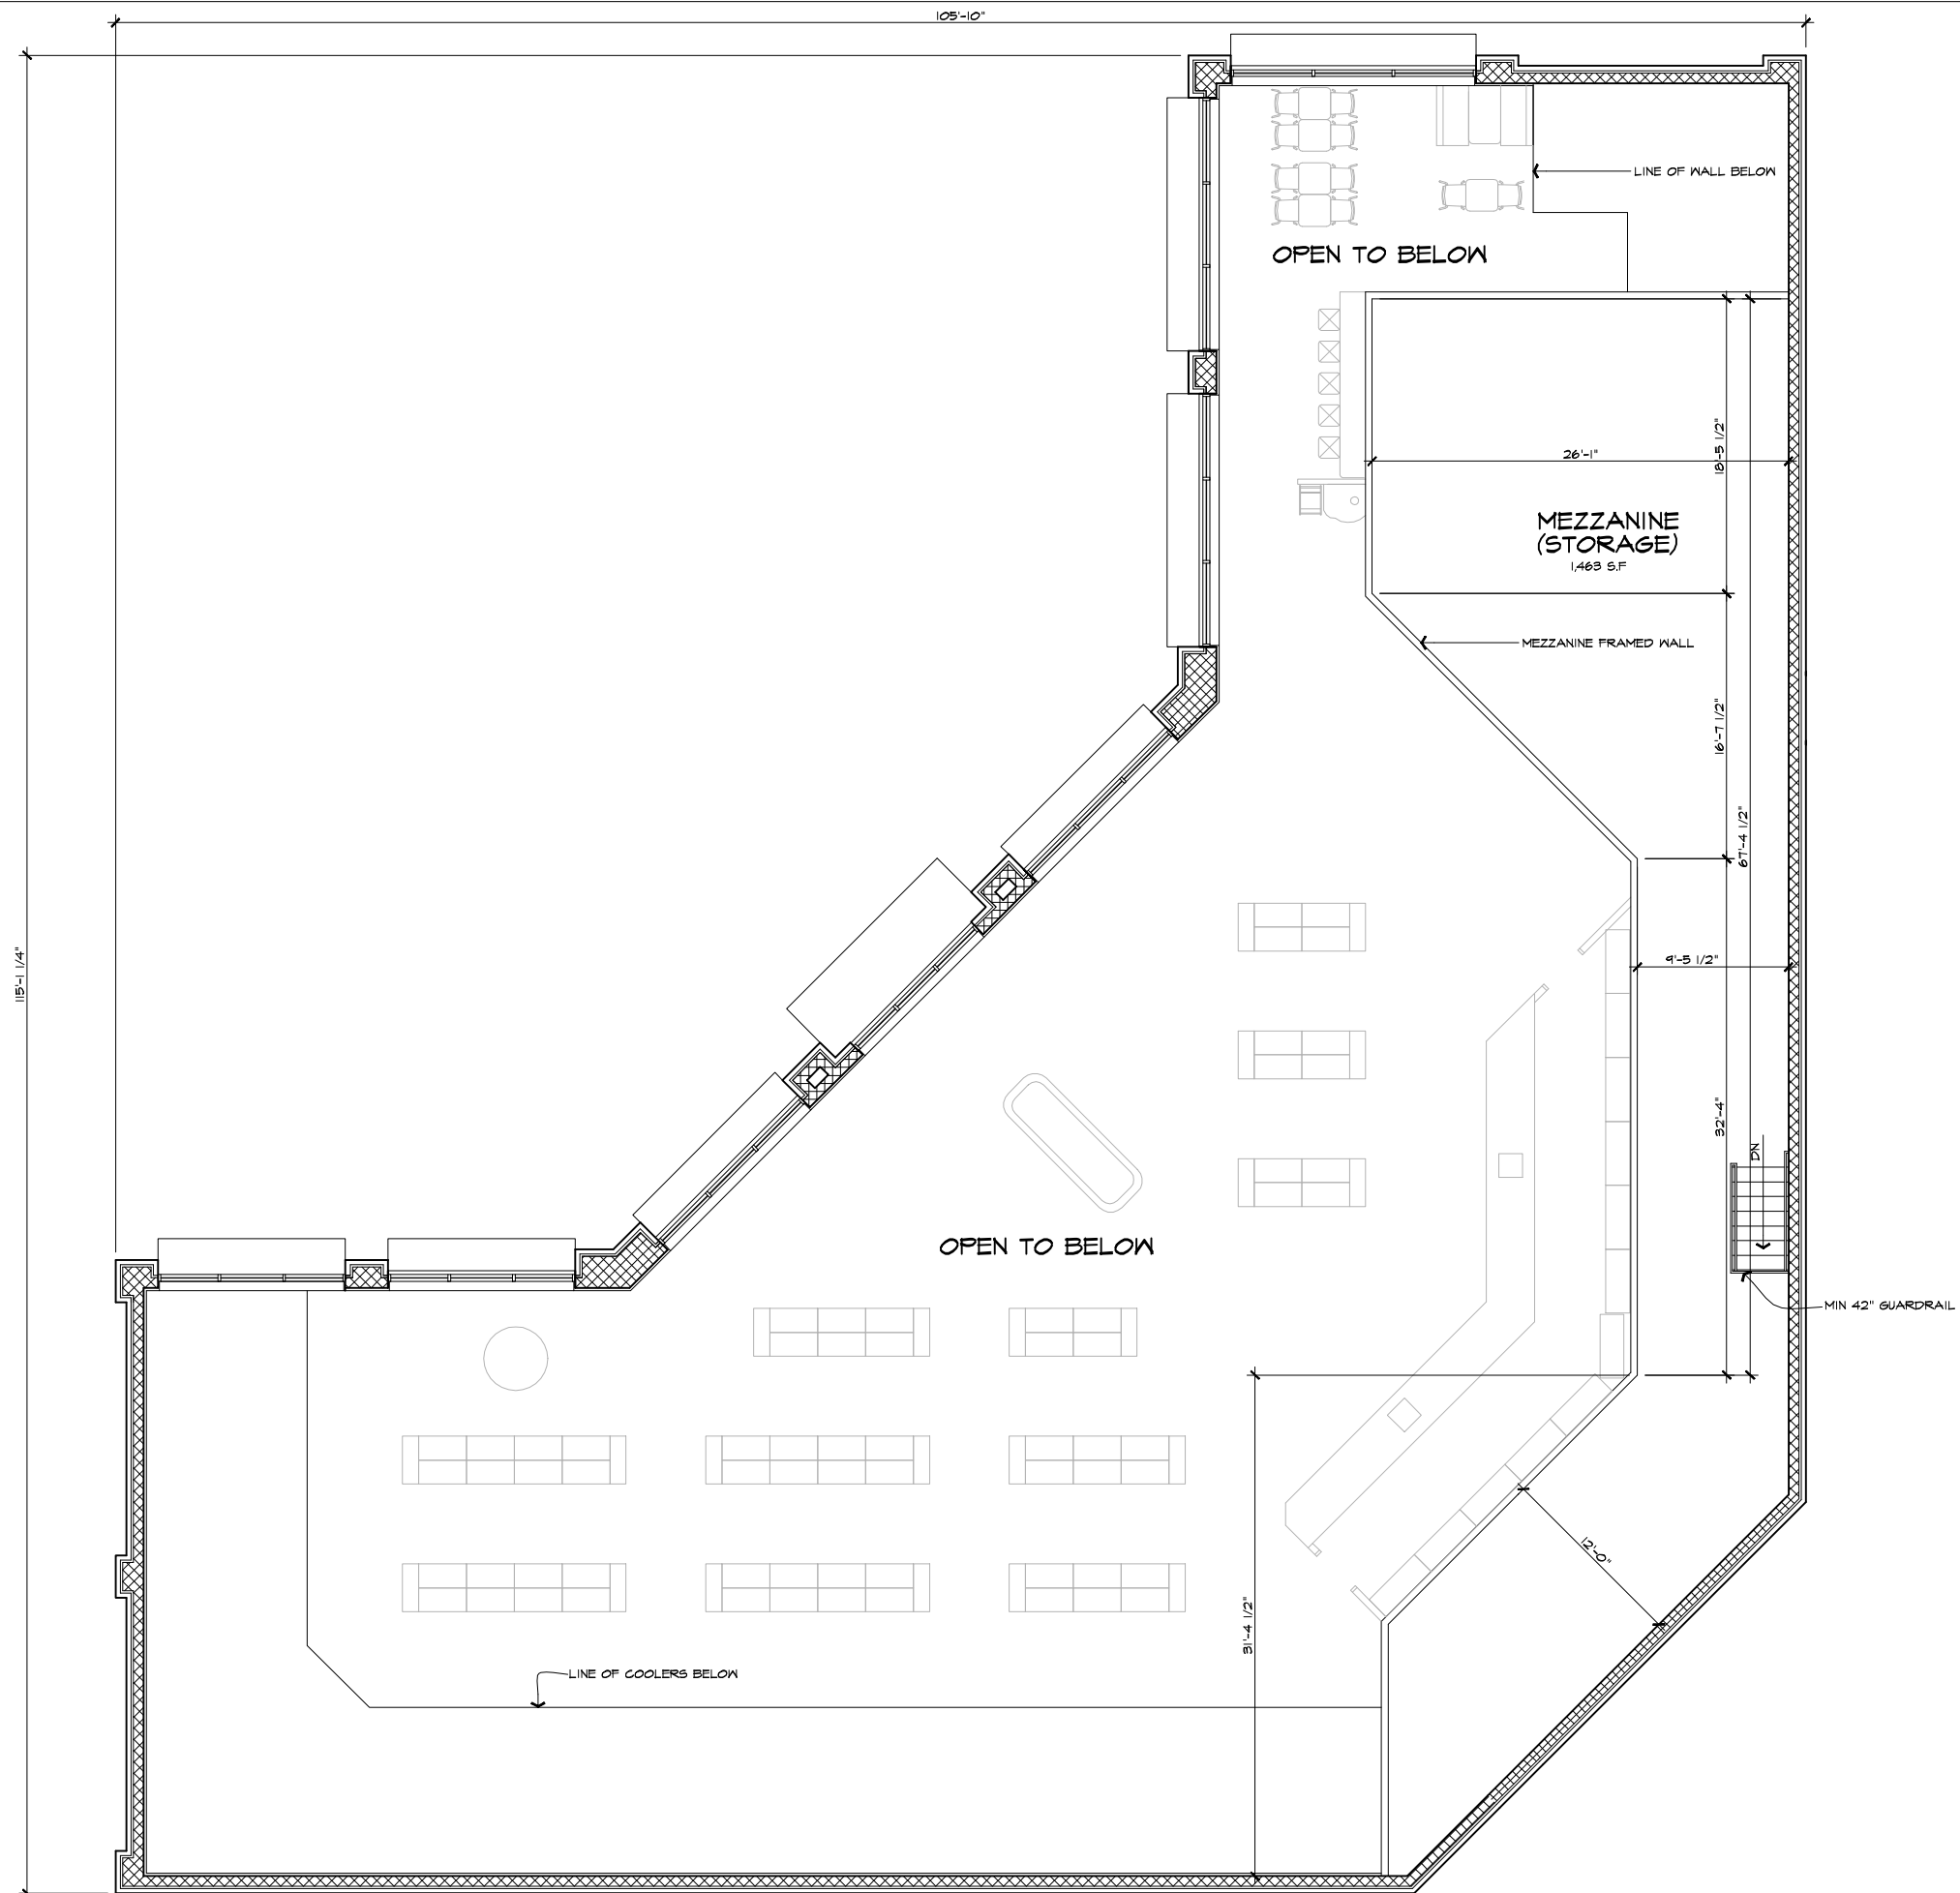 105'-10"
LINE OF WALL BELOW
OPEN TO BELOW
18'-5 1/2"
26'-1"
MEZZANINE
(STORAGE)
1,463 S.F
MEZZANINE FRAMED WALL
16'-7 1/2"
67'-4 1/2"
115'-1 1/4"
9'-5 1/2"
32'-4"
DN
OPEN TO BELOW
MIN 42" GUARDRAIL
12'-0"
31'-4 1/2"
LINE OF COOLERS BELOW